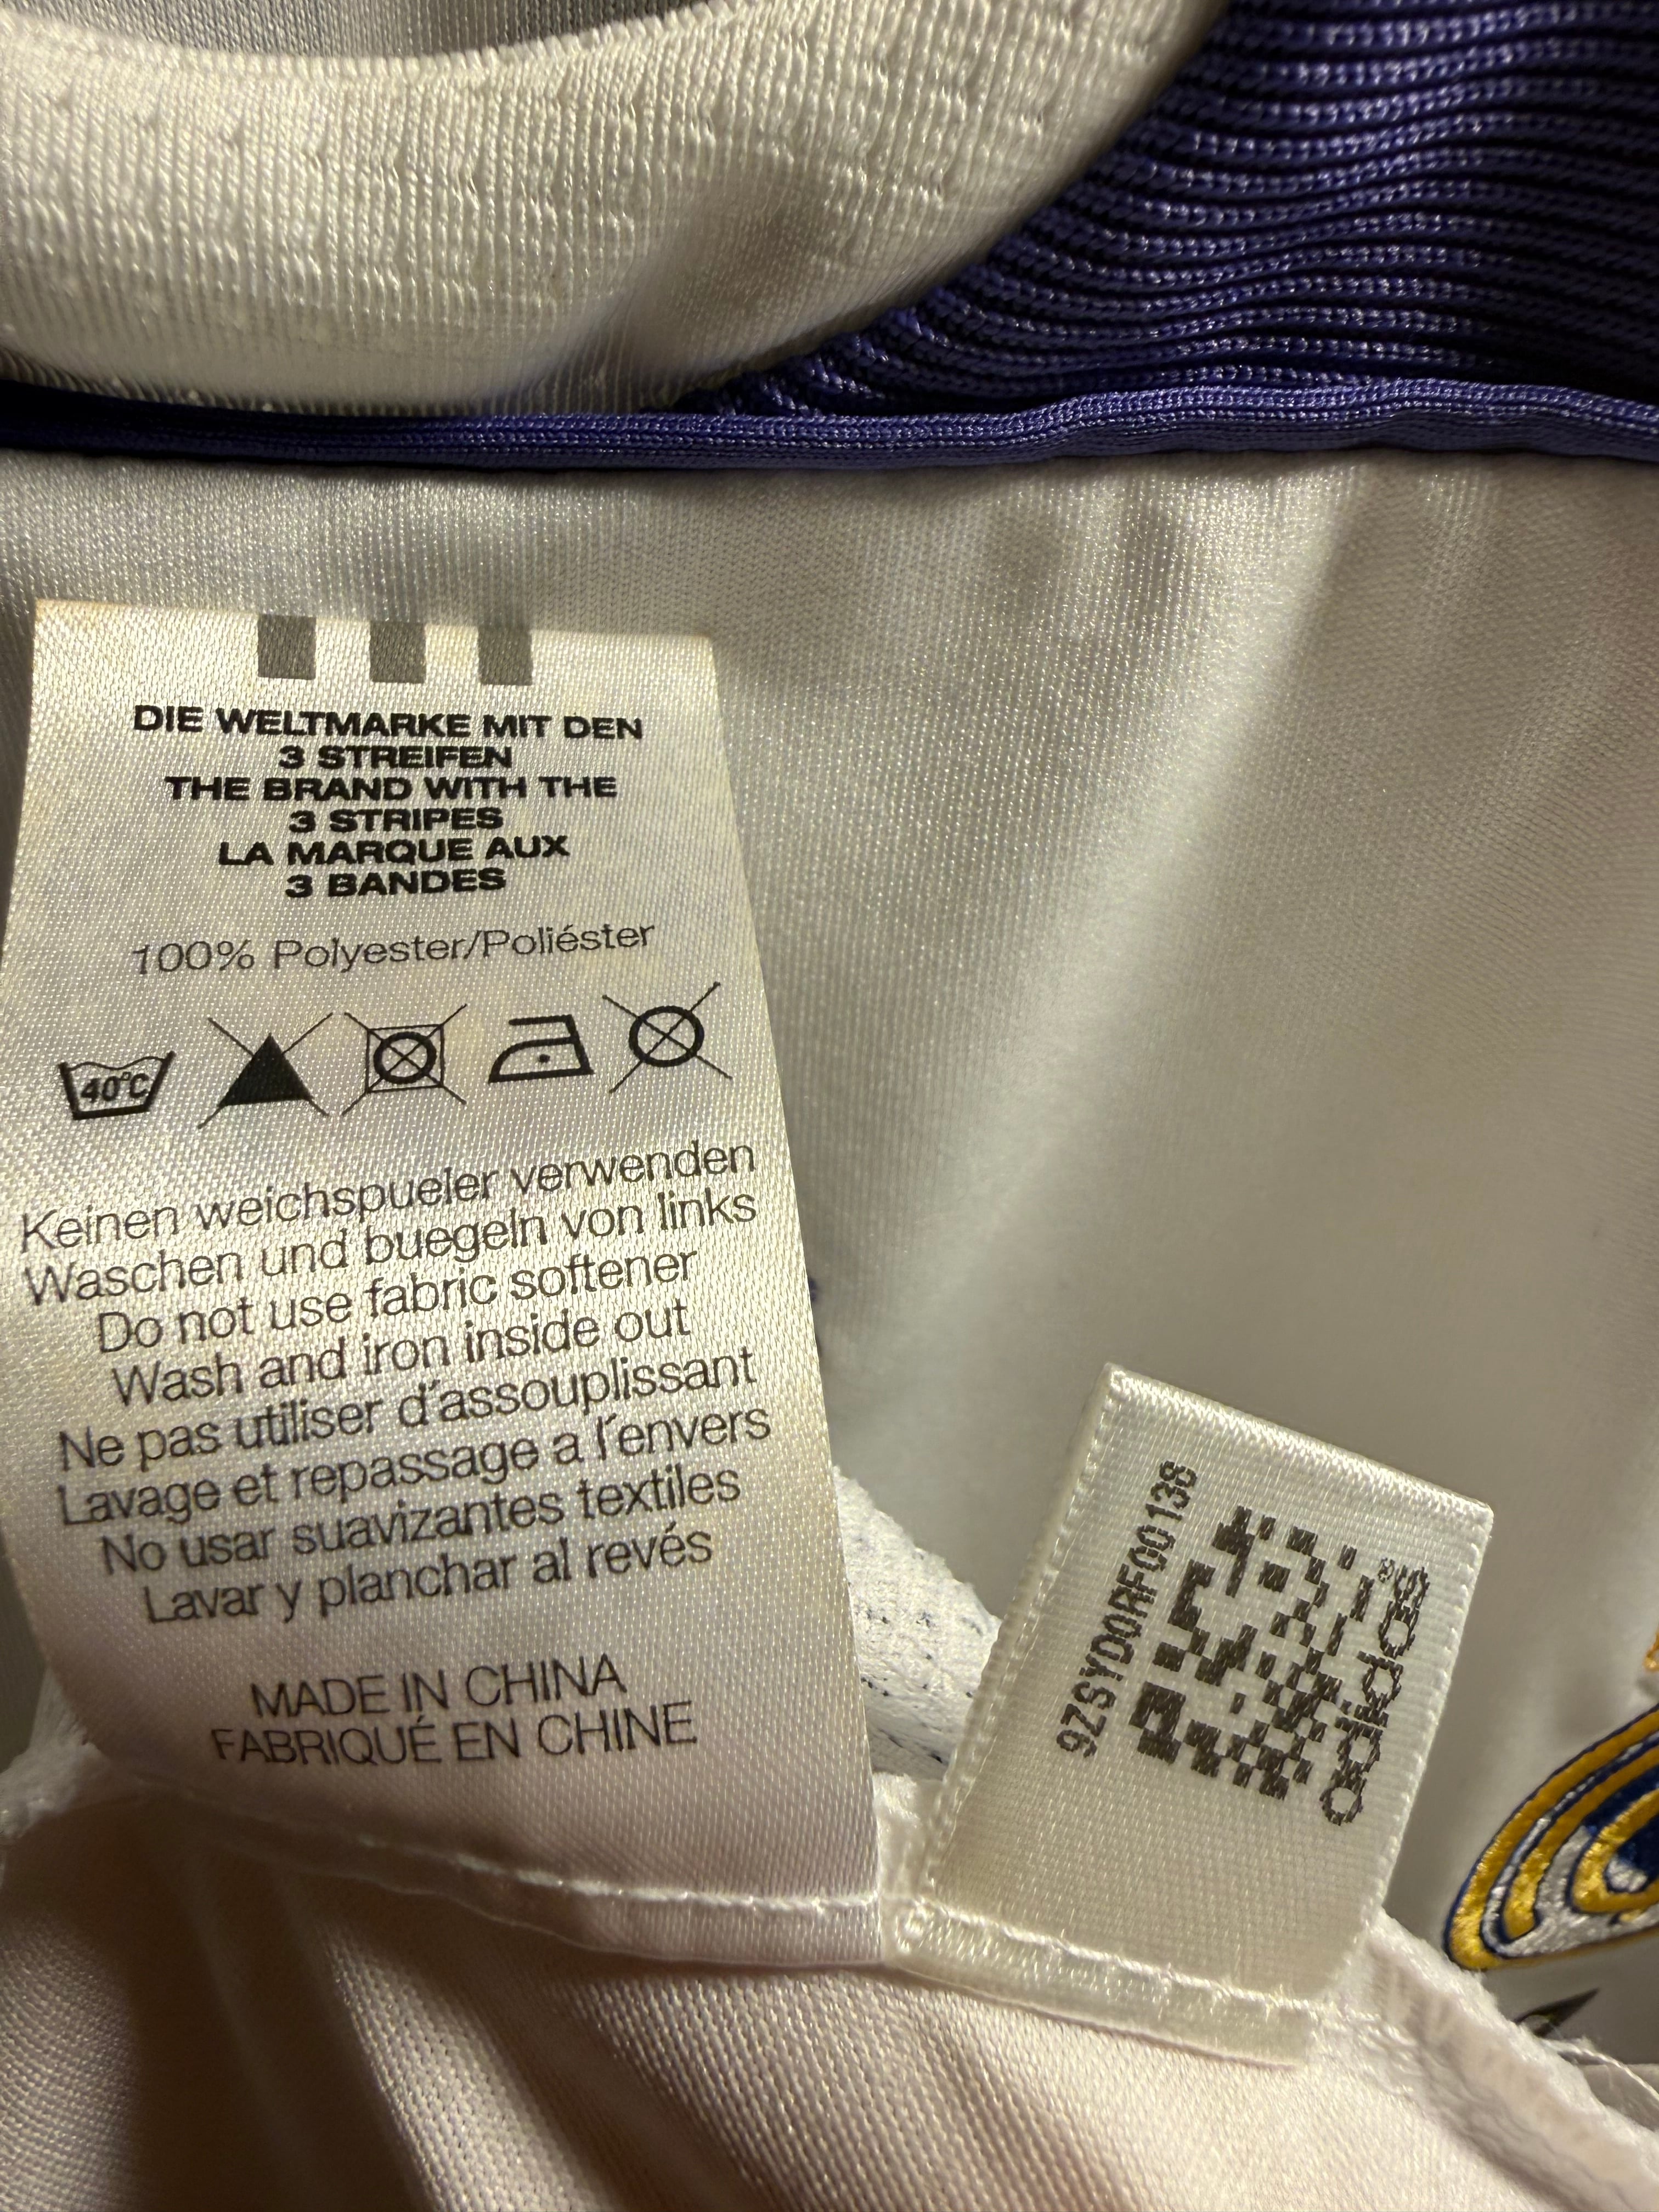 DIE WELTMARKE MIT DEN
3 STREIFEN
THE BRAND WITH THE
3 STRIPES
LA MARQUE AUX
3 BANDES
100% Polyester/Poliéster
40°C
Keinen weichspueler verwenden
Waschen und buegeln von links
Do not use fabric softener
Wash and iron inside out
Ne pas utiliser d'assouplissant
Lavage et repassage a l'envers
No usar suavizantes textiles
Lavar y planchar al revés
MADE IN CHINA
FABRIQUÉ EN CHINE
9ZSYD0RF00138
adidas®